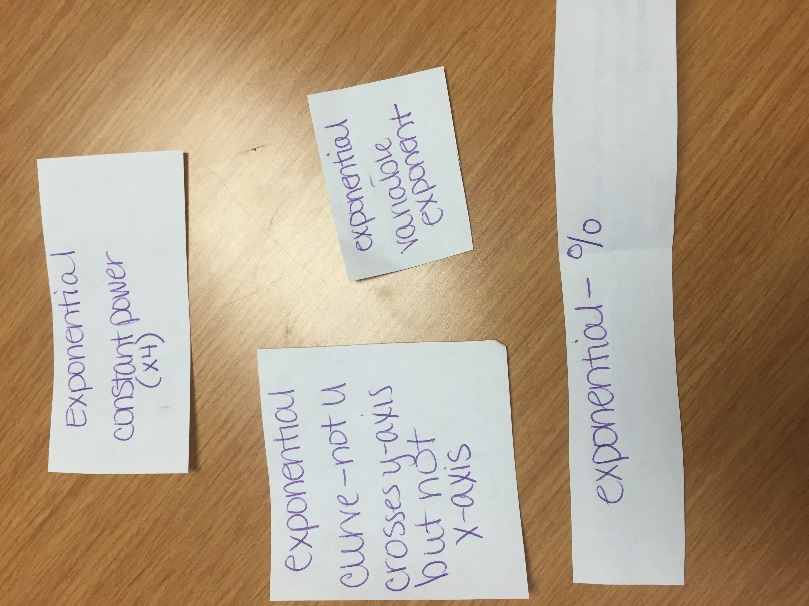 Exponential
constant power
(x4)
exponential
variable
exponent
exponential
curve-not u
crosses y-axis
but not
x-axis
exponential - %